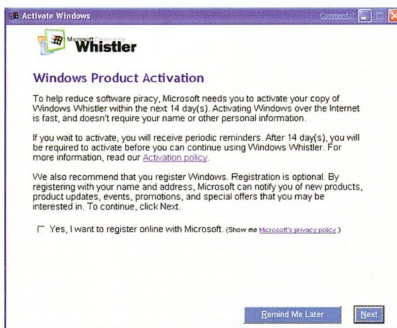 Activate Windows
Comments?
Microsoft
Whistler
Windows Product Activation
To help reduce software piracy, Microsoft needs you to activate your copy of
Windows Whistler within the next 14 day(s). Activating Windows over the Internet
is fast, and doesn't require your name or other personal information.
If you wait to activate, you will receive periodic reminders. After 14 day(s), you will
be required to activate before you can continue using Windows Whistler. For
more information, read our Activation policy.
We also recommend that you register Windows. Registration is optional. By
registering with your name and address, Microsoft can notify you of new products,
product updates, events, promotions, and special offers that you may be
interested in. To continue, click Next.
Yes, I want to register online with Microsoft. (Show me Microsoft's privacy policy.)
Remind Me Later
Next